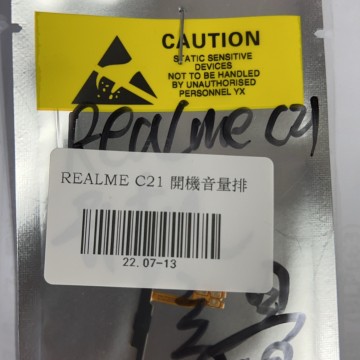 CAUTION
STATIC SENSITIVE
DEVICES
NOT TO BE HANDLED
BY UNAUTHORISED
PERSONNEL YX
Realme C21
REALME C21 開機音量排
22.07-13